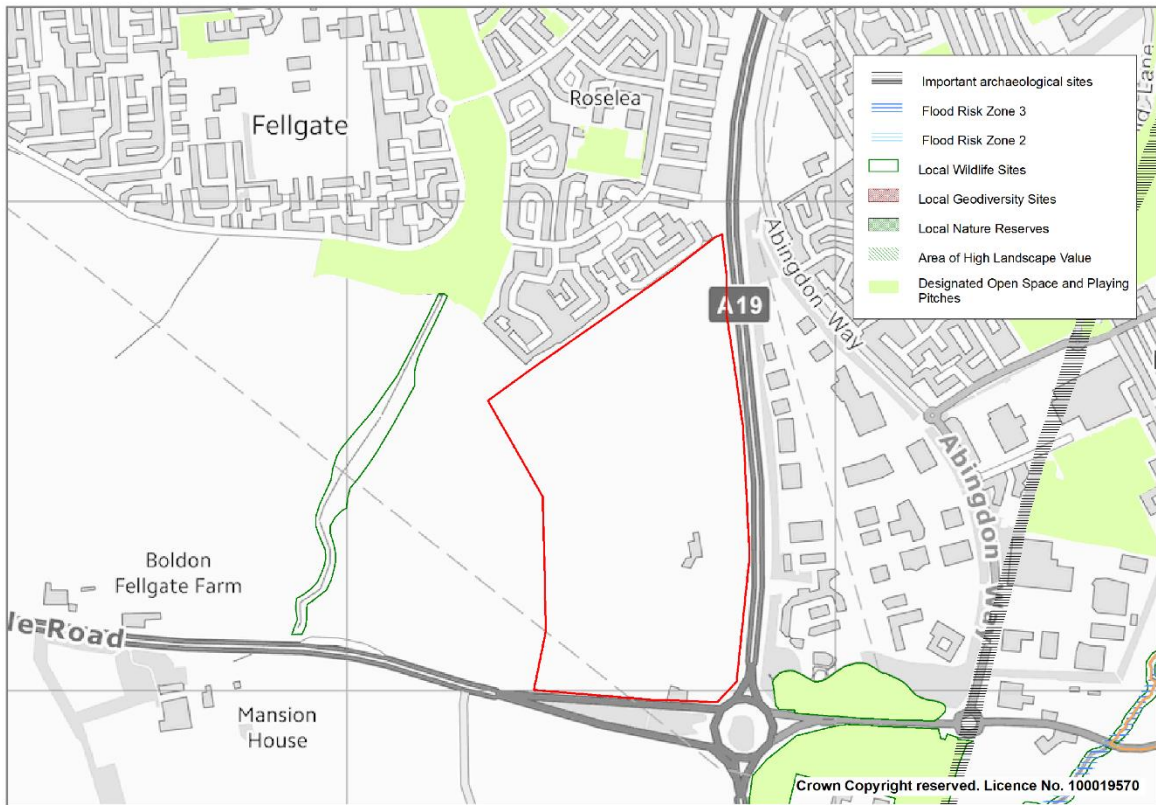 Fellgate
Roselea
A19
Abingdon Way
Abingdon Way
Boldon
Fellgate Farm
le Road
Mansion
House
Important archaeological sites
Flood Risk Zone 3
Flood Risk Zone 2
Local Wildlife Sites
Local Geodiversity Sites
Local Nature Reserves
Area of High Landscape Value
Designated Open Space and Playing
Pitches
Lane
Crown Copyright reserved. Licence No. 100019570